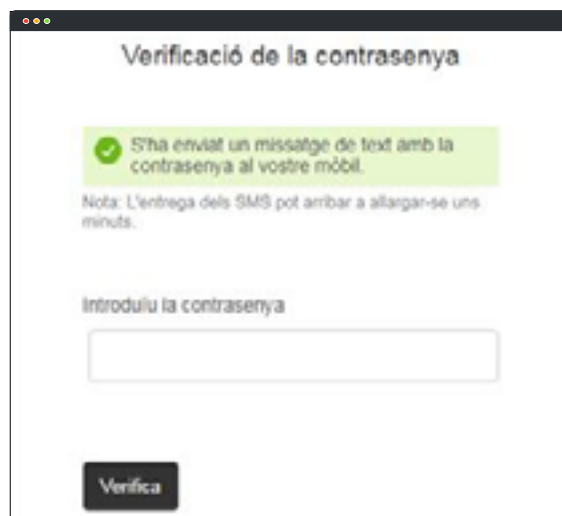 Verificació de la contrasenya
S'ha enviat un missatge de text amb la
contrasenya al vostre mòbil.
Nota: L'entrega dels SMS pot arribar a allargar-se uns
minuts.
Introduïu la contrasenya
Verifica